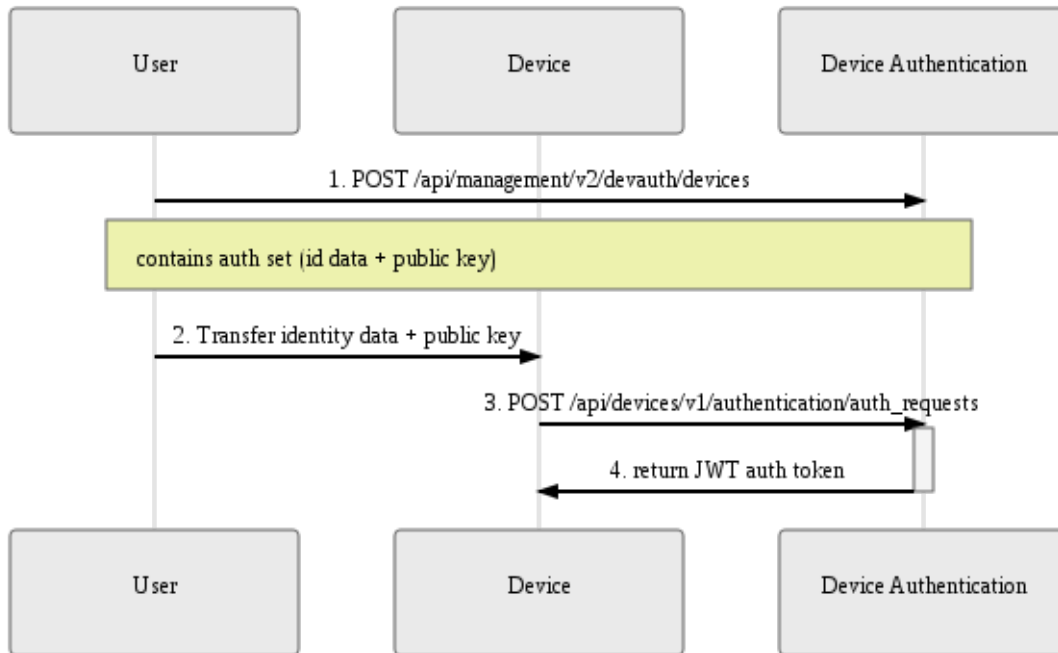 User
Device
Device Authentication
1. POST /api/management/v2/devauth/devices
contains auth set (id data + public key)
2. Transfer identity data + public key
3. POST /api/devices/v1/authentication/auth_requests
4. return JWT auth token
User
Device
Device Authentication